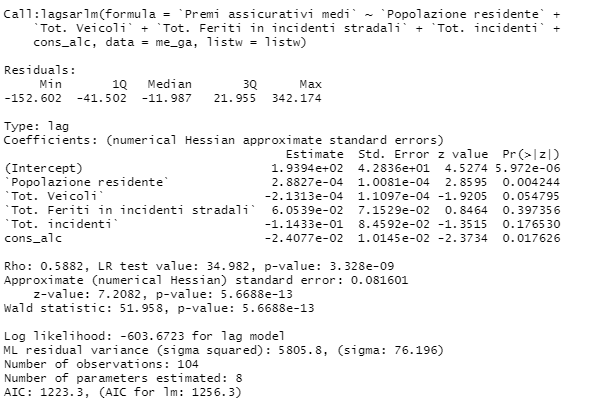 Call:lagsarlm(formula = `Premi assicurativi medi` ~ `Popolazione residente` +
`Tot. Veicoli` + `Tot. Feriti in incidenti stradali` + `Tot. incidenti` +
cons_alc, data = me_ga, listw = listw)
Residuals:
Min 1Q Median 3Q Max
-152.602 -41.502 -11.987 21.955 342.174
Type: lag
Coefficients: (numerical Hessian approximate standard errors)
Estimate Std. Error z value Pr(>|z|)
(Intercept) 1.9394e+02 4.2836e+01 4.5274 5.972e-06
`Popolazione residente` 2.8827e-04 1.0081e-04 2.8595 0.004244
`Tot. Veicoli` -2.1313e-04 1.1097e-04 -1.9205 0.054795
`Tot. Feriti in incidenti stradali` 6.0539e-02 7.1529e-02 0.8464 0.397356
`Tot. incidenti` -1.1433e-01 8.4592e-02 -1.3515 0.176530
cons_alc -2.4077e-02 1.0145e-02 -2.3734 0.017626
Rho: 0.5882, LR test value: 34.982, p-value: 3.328e-09
Approximate (numerical Hessian) standard error: 0.081601
z-value: 7.2082, p-value: 5.6688e-13
Wald statistic: 51.958, p-value: 5.6688e-13
Log likelihood: -603.6723 for lag model
ML residual variance (sigma squared): 5805.8, (sigma: 76.196)
Number of observations: 104
Number of parameters estimated: 8
AIC: 1223.3, (AIC for lm: 1256.3)